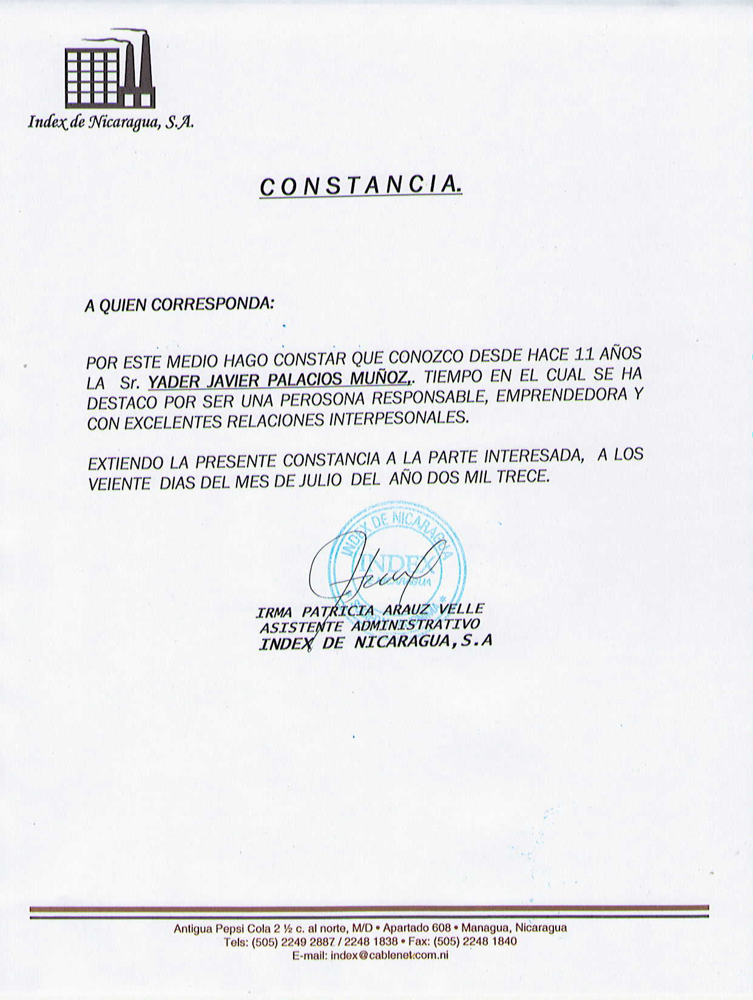 Index de Nicaragua, S.A.
CONSTANCIA.
A QUIEN CORRESPONDA:
POR ESTE MEDIO HAGO CONSTAR QUE CONOZCO DESDE HACE 11 AÑOS
LA Sr. YADER JAVIER PALACIOS MUÑOZ,. TIEMPO EN EL CUAL SE HA
DESTACO POR SER UNA PEROSONA RESPONSABLE, EMPRENDEDORA Y
CON EXCELENTES RELACIONES INTERPESONALES.
EXTIENDO LA PRESENTE CONSTANCIA A LA PARTE INTERESADA, A LOS
VEIENTE DIAS DEL MES DE JULIO DEL AÑO DOS MIL TRECE.
INDEX DE NICARAGUA
INDEX
DE NICARAGUA
IRMA PATRICIA ARAUZ VELLE
ASISTENTE ADMINISTRATIVO
INDEX DE NICARAGUA,S.A
Antigua Pepsi Cola 2 ½ c. al norte, M/D • Apartado 608 • Managua, Nicaragua
Tels: (505) 2249 2887 / 2248 1838 • Fax: (505) 2248 1840
E-mail: index@cablenet.com.ni